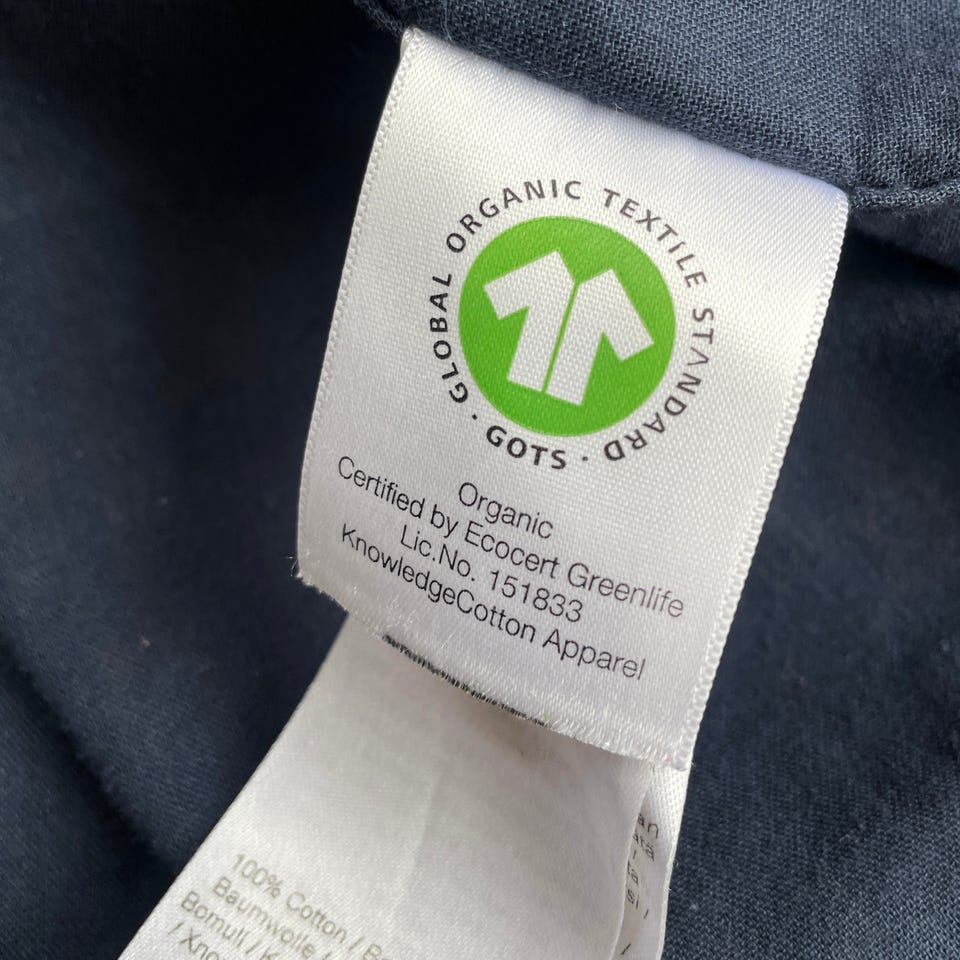 GLOBAL ORGANIC TEXTILE STANDARD · GOTS ·
Organic
Certified by Ecocert Greenlife
Lic.No. 151833
KnowledgeCotton Apparel
100% Cotton /
Baumwolle /
Bomull /